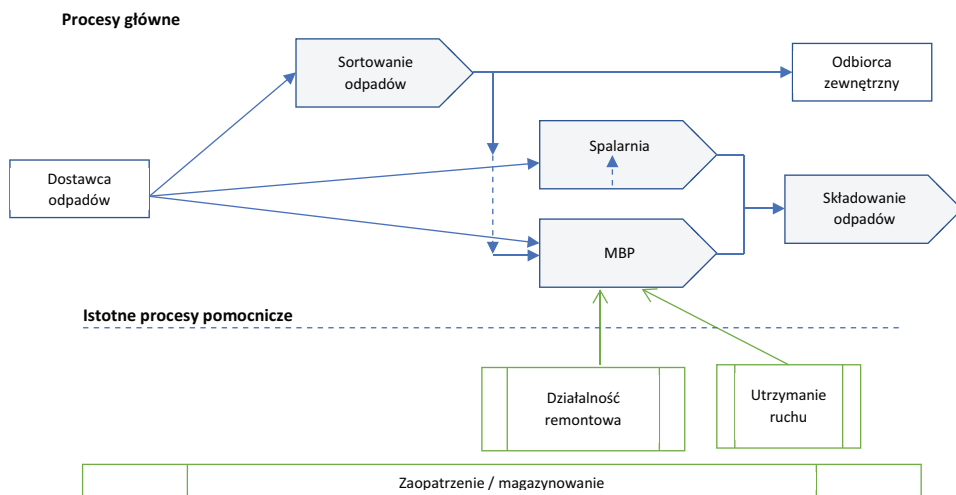 Procesy główne
Sortowanie
odpadów
Odbiorca
zewnętrzny
Spalarnia
Dostawca
odpadów
Składowanie
odpadów
MBP
Istotne procesy pomocnicze
Działalność
remontowa
Utrzymanie
ruchu
Zaopatrzenie / magazynowanie